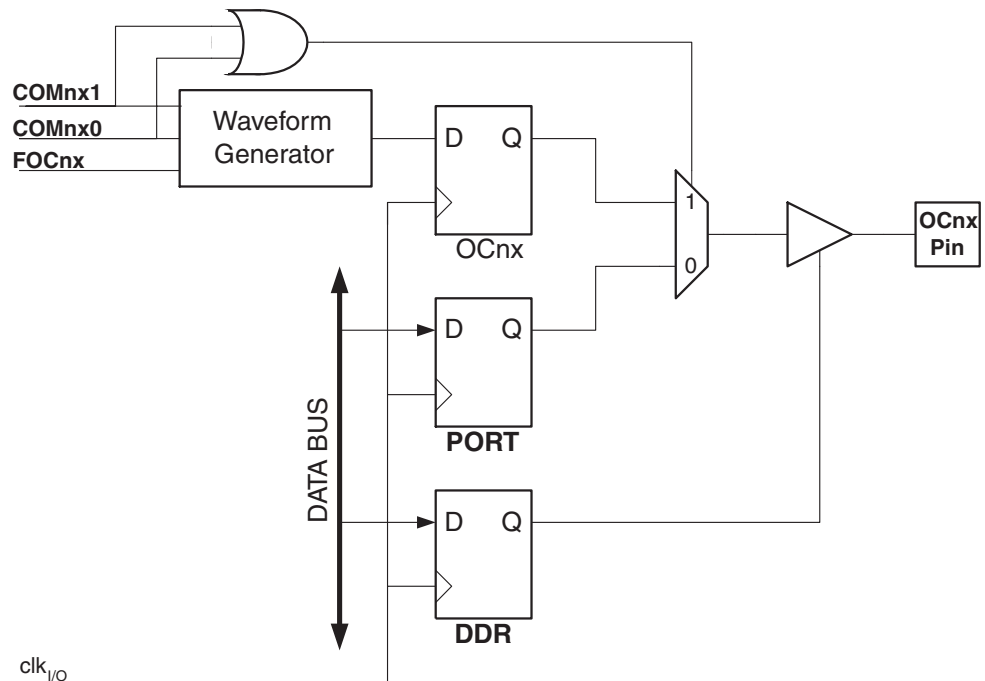 COMnx1
COMnx0
FOCnx
Waveform
Generator
D Q
OCnx
1
0
OCnx
Pin
D Q
PORT
DATA BUS
D Q
DDR
clkI/O